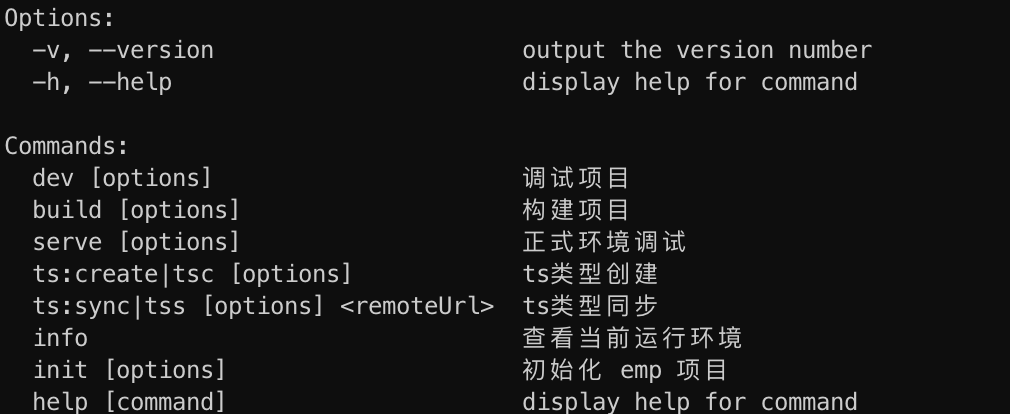 Options:
-v, --version output the version number
-h, --help display help for command
Commands:
dev [options] 调试项目
build [options] 构建项目
serve [options] 正式环境调试
ts:create|tsc [options] ts类型创建
ts:sync|tss [options] <remoteUrl> ts类型同步
info 查看当前运行环境
init [options] 初始化 emp 项目
help [command] display help for command